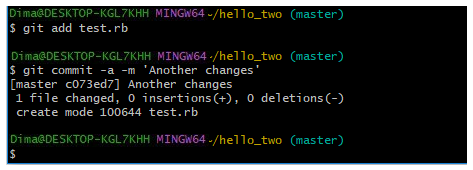 Dima@DESKTOP-KGL7KHH MINGW64 ~/hello_two (master)
$ git add test.rb
Dima@DESKTOP-KGL7KHH MINGW64 ~/hello_two (master)
$ git commit -a -m 'Another changes'
[master c073ed7] Another changes
1 file changed, 0 insertions(+), 0 deletions(-)
create mode 100644 test.rb
Dima@DESKTOP-KGL7KHH MINGW64 ~/hello_two (master)
$